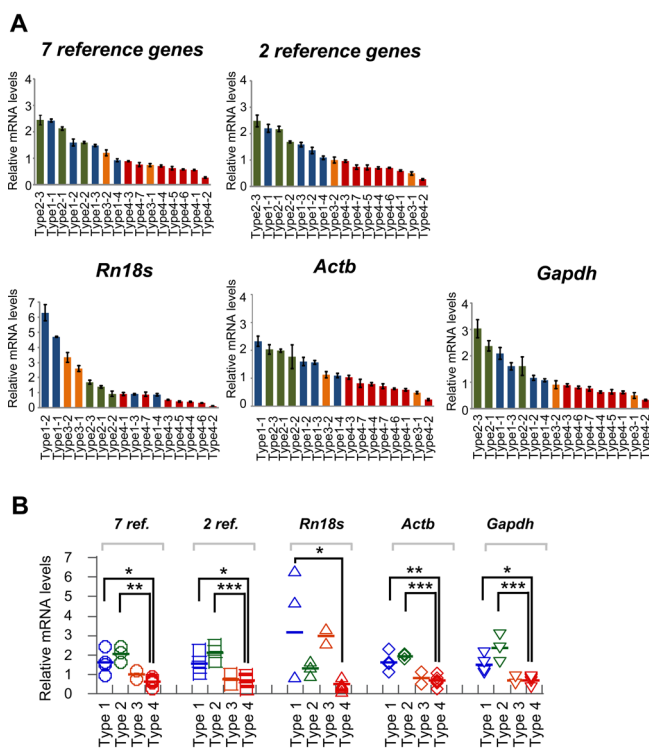 A
7 reference genes
2 reference genes
Relative mRNA levels
4
3
2
1
0
Type2-3
Type1-1
Type2-1
Type1-2
Type2-2
Type1-3
Type3-2
Type1-4
Type4-3
Type4-7
Type3-1
Type4-4
Type4-5
Type4-6
Type4-1
Type4-2
Relative mRNA levels
4
3
2
1
0
Type2-3
Type1-1
Type2-1
Type2-2
Type1-3
Type1-2
Type1-4
Type3-2
Type4-3
Type4-7
Type4-5
Type4-4
Type4-6
Type4-1
Type3-1
Type4-2
Rn18s
Actb
Gapdh
Relative mRNA levels
7
6
5
4
3
2
1
0
Type1-2
Type1-1
Type3-2
Type3-1
Type2-3
Type2-1
Type2-2
Type4-1
Type1-3
Type4-7
Type1-4
Type4-3
Type4-5
Type4-4
Type4-6
Type4-2
Relative mRNA levels
4
3
2
1
0
Type1-1
Type2-3
Type2-1
Type2-2
Type1-2
Type1-3
Type3-2
Type1-4
Type4-3
Type4-5
Type4-4
Type4-7
Type4-6
Type4-1
Type3-1
Type4-2
Relative mRNA levels
4
3
2
1
0
Type2-3
Type2-1
Type1-1
Type1-3
Type2-2
Type1-2
Type1-4
Type3-2
Type4-3
Type4-6
Type4-7
Type4-4
Type4-5
Type4-1
Type3-1
Type4-2
B
7 ref.
2 ref.
Rn18s
Actb
Gapdh
Relative mRNA levels
7
6
5
4
3
2
1
0
*
**
*
***
*
**
***
*
***
Type 1
Type 2
Type 3
Type 4
Type 1
Type 2
Type 3
Type 4
Type 1
Type 2
Type 3
Type 4
Type 1
Type 2
Type 3
Type 4
Type 1
Type 2
Type 3
Type 4